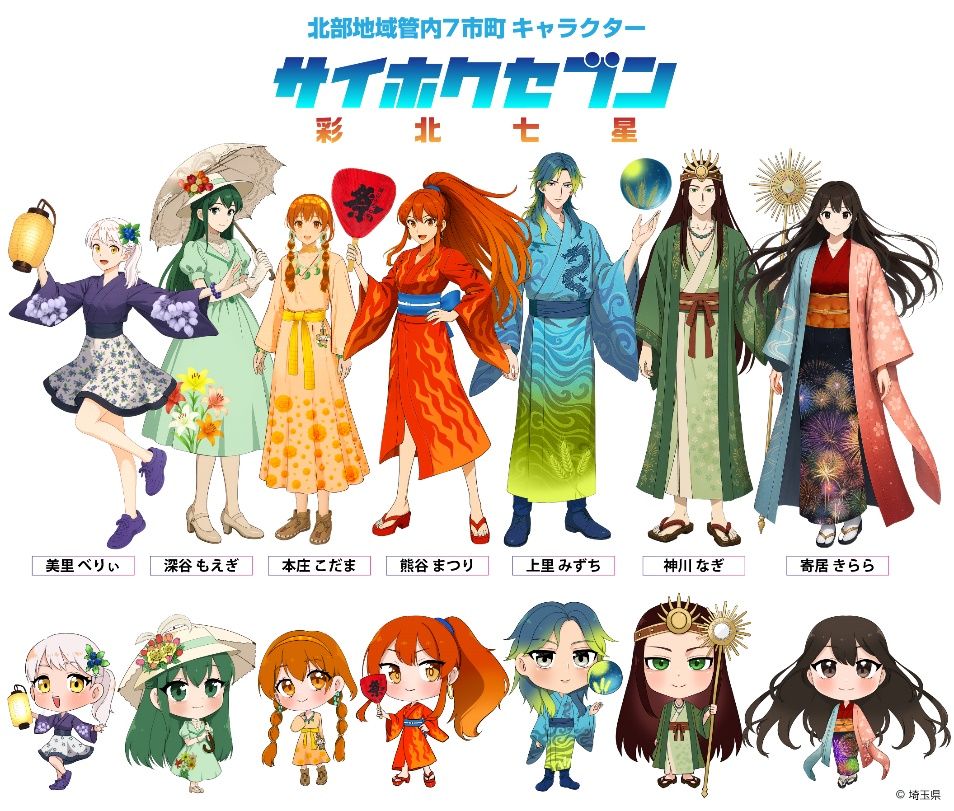 北部地域管内7市町 キャラクター
サイホクセブン
彩北七星
祭
美里 べりぃ
深谷 もえぎ
本庄 こだま
熊谷 まつり
上里 みずち
神川 なぎ
寄居 きらら
祭
© 埼玉県